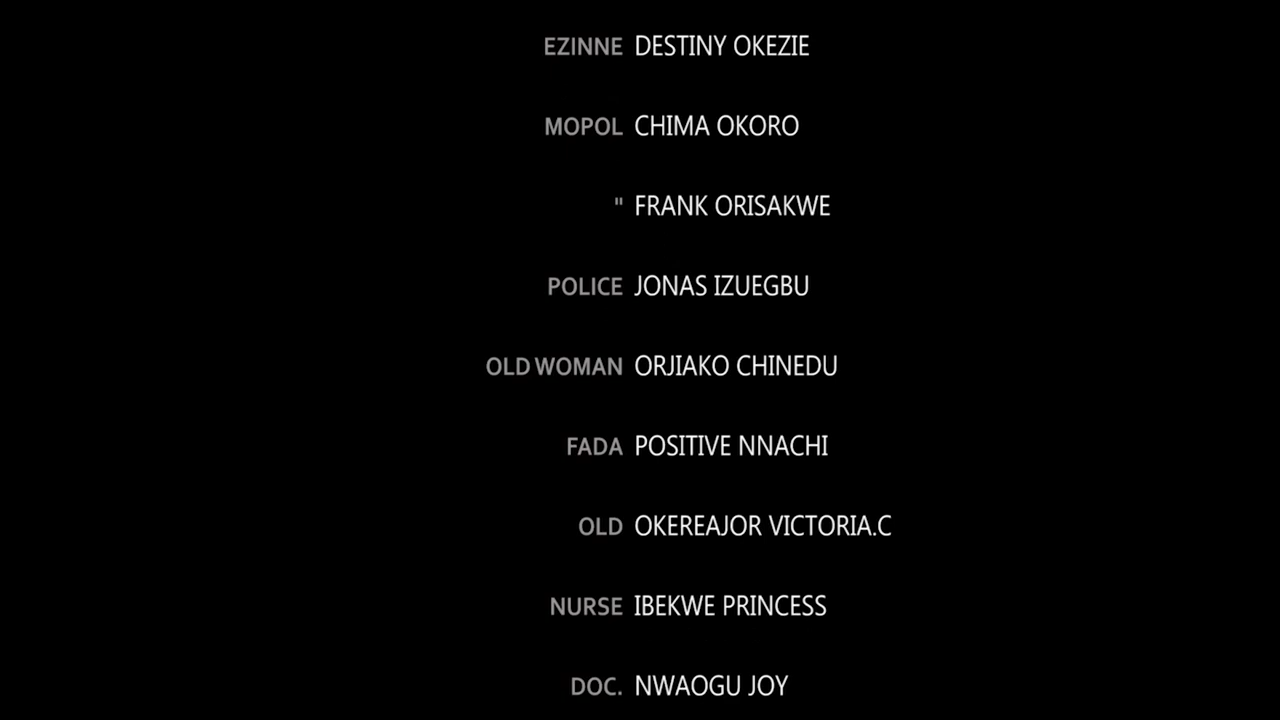 EZINNE DESTINY OKEZIE
MOPOL CHIMA OKORO
" FRANK ORISAKWE
POLICE JONAS IZUEGBU
OLD WOMAN ORJIAKO CHINEDU
FADA POSITIVE NNACHI
OLD OKEREAJOR VICTORIA.C
NURSE IBEKWE PRINCESS
DOC. NWAOGU JOY